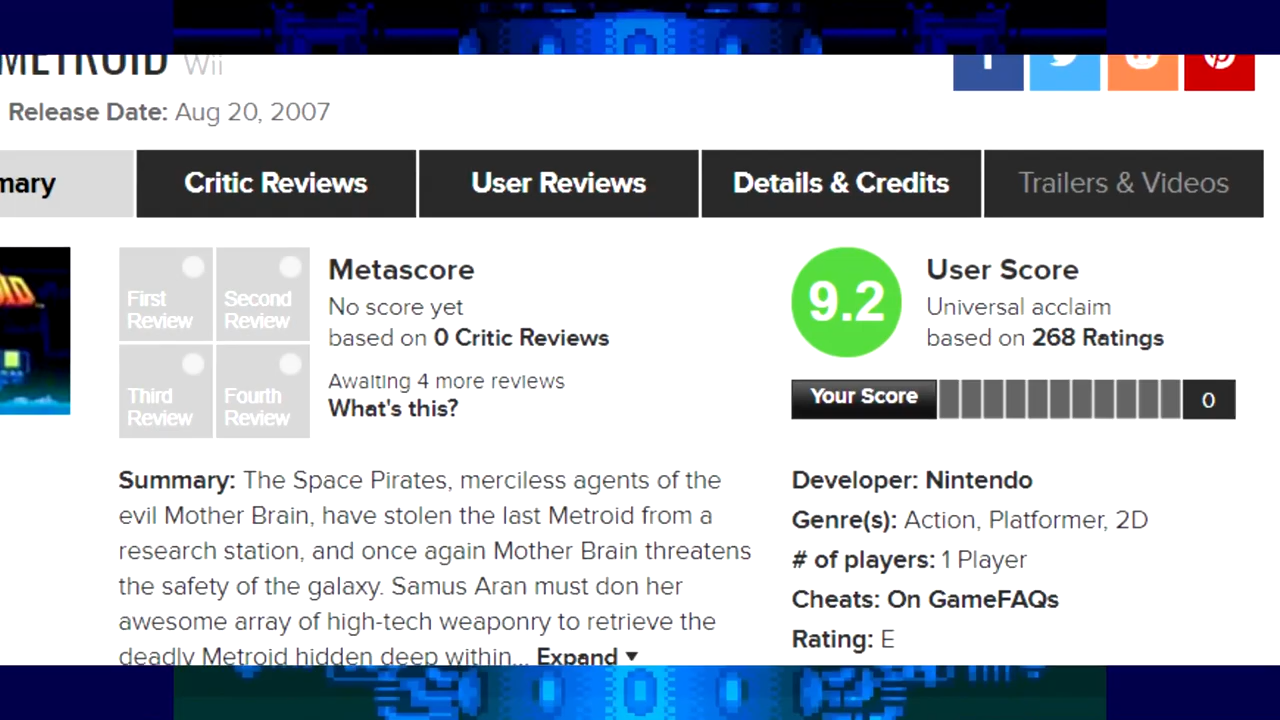 METROID Wii
Release Date: Aug 20, 2007
mary
Critic Reviews
User Reviews
Details & Credits
Trailers & Videos
First Review
Second Review
Third Review
Fourth Review
Metascore
No score yet
based on 0 Critic Reviews
Awaiting 4 more reviews
What's this?
9.2
User Score
Universal acclaim
based on 268 Ratings
Your Score
0
Summary: The Space Pirates, merciless agents of the
evil Mother Brain, have stolen the last Metroid from a
research station, and once again Mother Brain threatens
the safety of the galaxy. Samus Aran must don her
awesome array of high-tech weaponry to retrieve the
deadly Metroid hidden deep within... Expand
Developer: Nintendo
Genre(s): Action, Platformer, 2D
# of players: 1 Player
Cheats: On GameFAQs
Rating: E